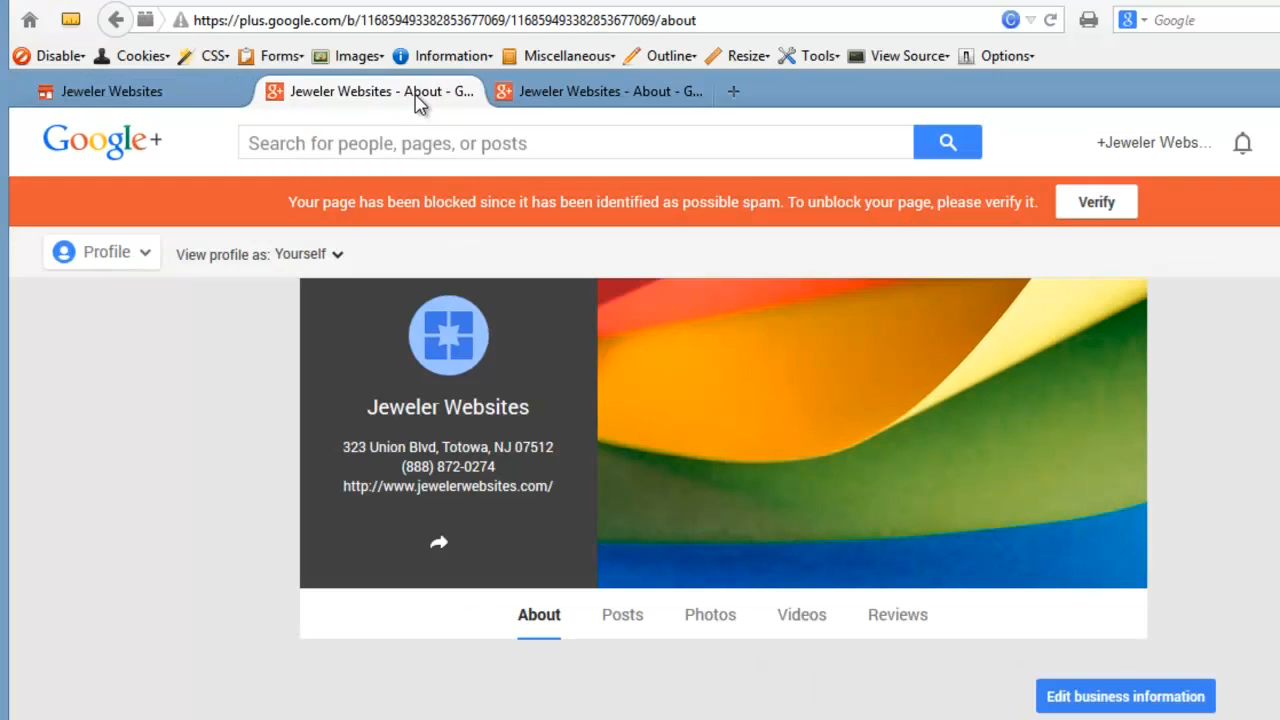 https://plus.google.com/b/116859493382853677069/116859493382853677069/about
Google
Disable Cookies CSS Forms Images Information Miscellaneous Outline Resize Tools View Source Options
Jeweler Websites
Jeweler Websites - About - G...
Jeweler Websites - About - G...
Google+
Search for people, pages, or posts
+Jeweler Webs...
Your page has been blocked since it has been identified as possible spam. To unblock your page, please verify it.
Verify
Profile
View profile as: Yourself
Jeweler Websites
323 Union Blvd, Totowa, NJ 07512
(888) 872-0274
http://www.jewelerwebsites.com/
About Posts Photos Videos Reviews
Edit business information